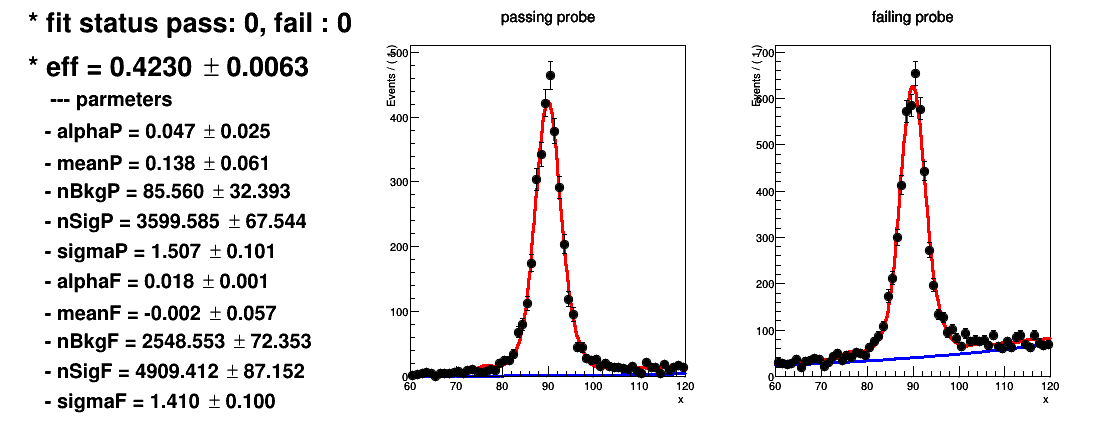 * fit status pass: 0, fail : 0
* eff = 0.4230 ± 0.0063
--- parmeters
- alphaP = 0.047 ± 0.025
- meanP = 0.138 ± 0.061
- nBkgP = 85.560 ± 32.393
- nSigP = 3599.585 ± 67.544
- sigmaP = 1.507 ± 0.101
- alphaF = 0.018 ± 0.001
- meanF = -0.002 ± 0.057
- nBkgF = 2548.553 ± 72.353
- nSigF = 4909.412 ± 87.152
- sigmaF = 1.410 ± 0.100
passing probe
Events / (
500
400
300
200
100
0
60 70 80 90 100 110 120
x
failing probe
Events / (
700
600
500
400
300
200
100
0
60 70 80 90 100 110 120
x